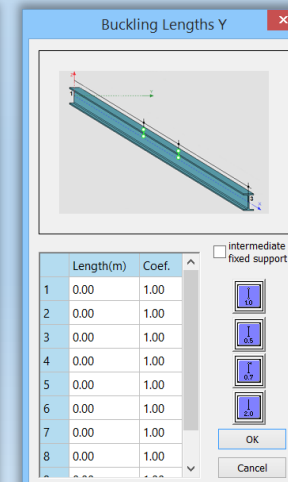 Buckling Lengths Y
1
intermediate
fixed support
Length(m) Coef.
1 0.00 1.00
2 0.00 1.00
3 0.00 1.00
4 0.00 1.00
5 0.00 1.00
6 0.00 1.00
7 0.00 1.00
8 0.00 1.00
1.0
0.5
0.7
2.0
OK
Cancel